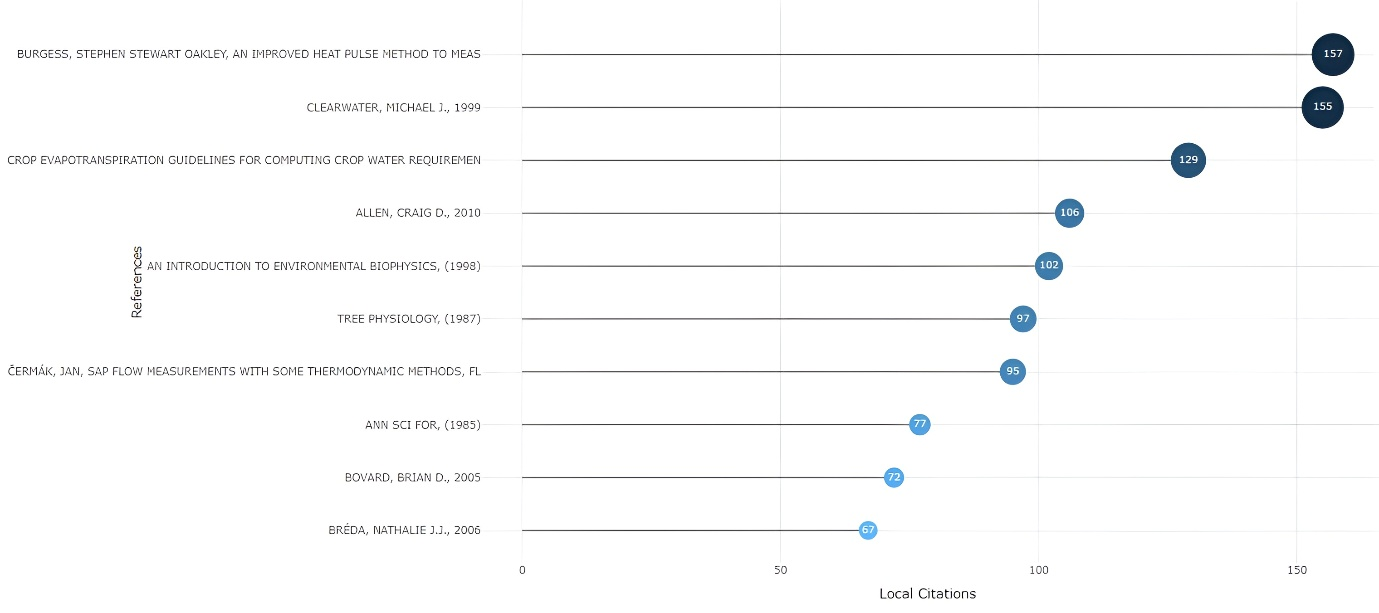 BURGESS, STEPHEN STEWART OAKLEY, AN IMPROVED HEAT PULSE METHOD TO MEAS
157
CLEARWATER, MICHAEL J., 1999
155
CROP EVAPOTRANSPIRATION GUIDELINES FOR COMPUTING CROP WATER REQUIREMEN
129
ALLEN, CRAIG D., 2010
106
References
AN INTRODUCTION TO ENVIRONMENTAL BIOPHYSICS, (1998)
102
TREE PHYSIOLOGY, (1987)
97
ČERMÁK, JAN, SAP FLOW MEASUREMENTS WITH SOME THERMODYNAMIC METHODS, FL
95
ANN SCI FOR, (1985)
77
BOVARD, BRIAN D., 2005
72
BRÉDA, NATHALIE J.J., 2006
67
0 50 100 150
Local Citations